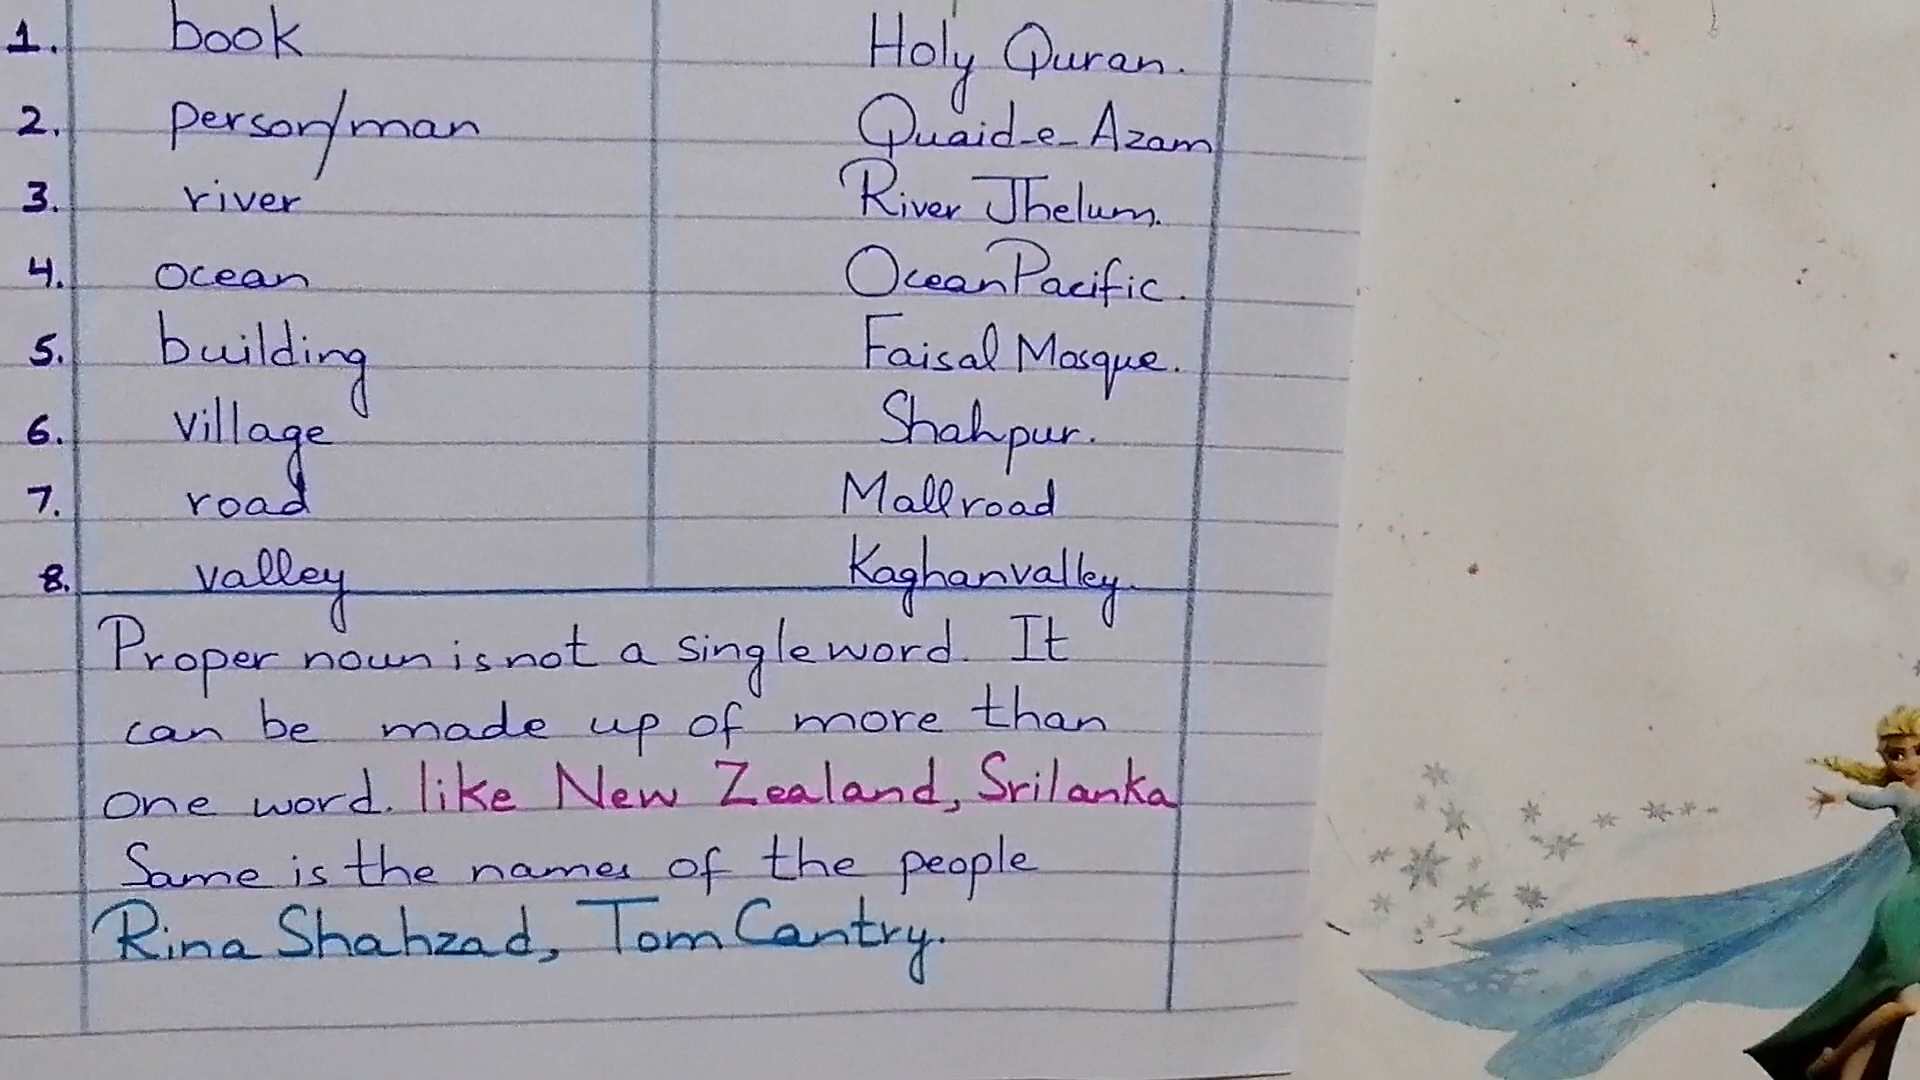 1. book Holy Quran.
2. person/man Quaid-e-Azam
3. river River Jhelum.
4. ocean Ocean Pacific.
5. building Faisal Mosque.
6. village Shahpur.
7. road Mallroad
8. valley Kaghanvalley.
Proper noun is not a single word. It
can be made up of more than
one word. like New Zealand, Srilanka
Same is the names of the people
Rina Shahzad, Tom Cantry.